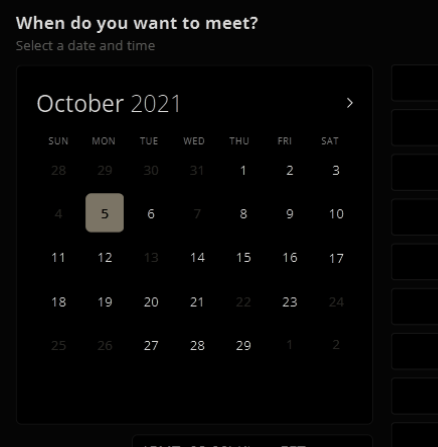 When do you want to meet?
Select a date and time
October 2021
SUN MON TUE WED THU FRI SAT
28 29 30 31 1 2 3
4 5 6 7 8 9 10
11 12 13 14 15 16 17
18 19 20 21 22 23 24
25 26 27 28 29 1 2